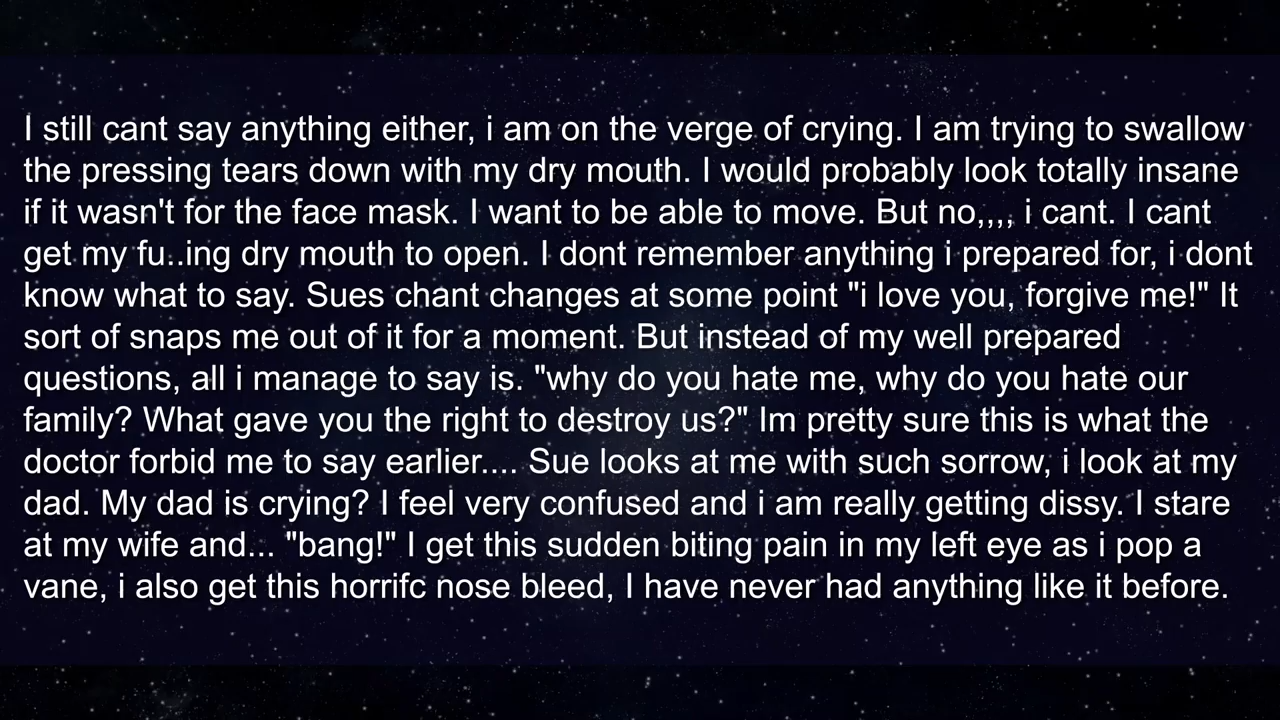 I still cant say anything either, i am on the verge of crying. I am trying to swallow
the pressing tears down with my dry mouth. I would probably look totally insane
if it wasn't for the face mask. I want to be able to move. But no,,,, i cant. I cant
get my fu..ing dry mouth to open. I dont remember anything i prepared for, i dont
know what to say. Sues chant changes at some point "i love you, forgive me!" It
sort of snaps me out of it for a moment. But instead of my well prepared
questions, all i manage to say is. "why do you hate me, why do you hate our
family? What gave you the right to destroy us?" Im pretty sure this is what the
doctor forbid me to say earlier.... Sue looks at me with such sorrow, i look at my
dad. My dad is crying? I feel very confused and i am really getting dissy. I stare
at my wife and... "bang!" I get this sudden biting pain in my left eye as i pop a
vane, i also get this horrifc nose bleed, I have never had anything like it before.